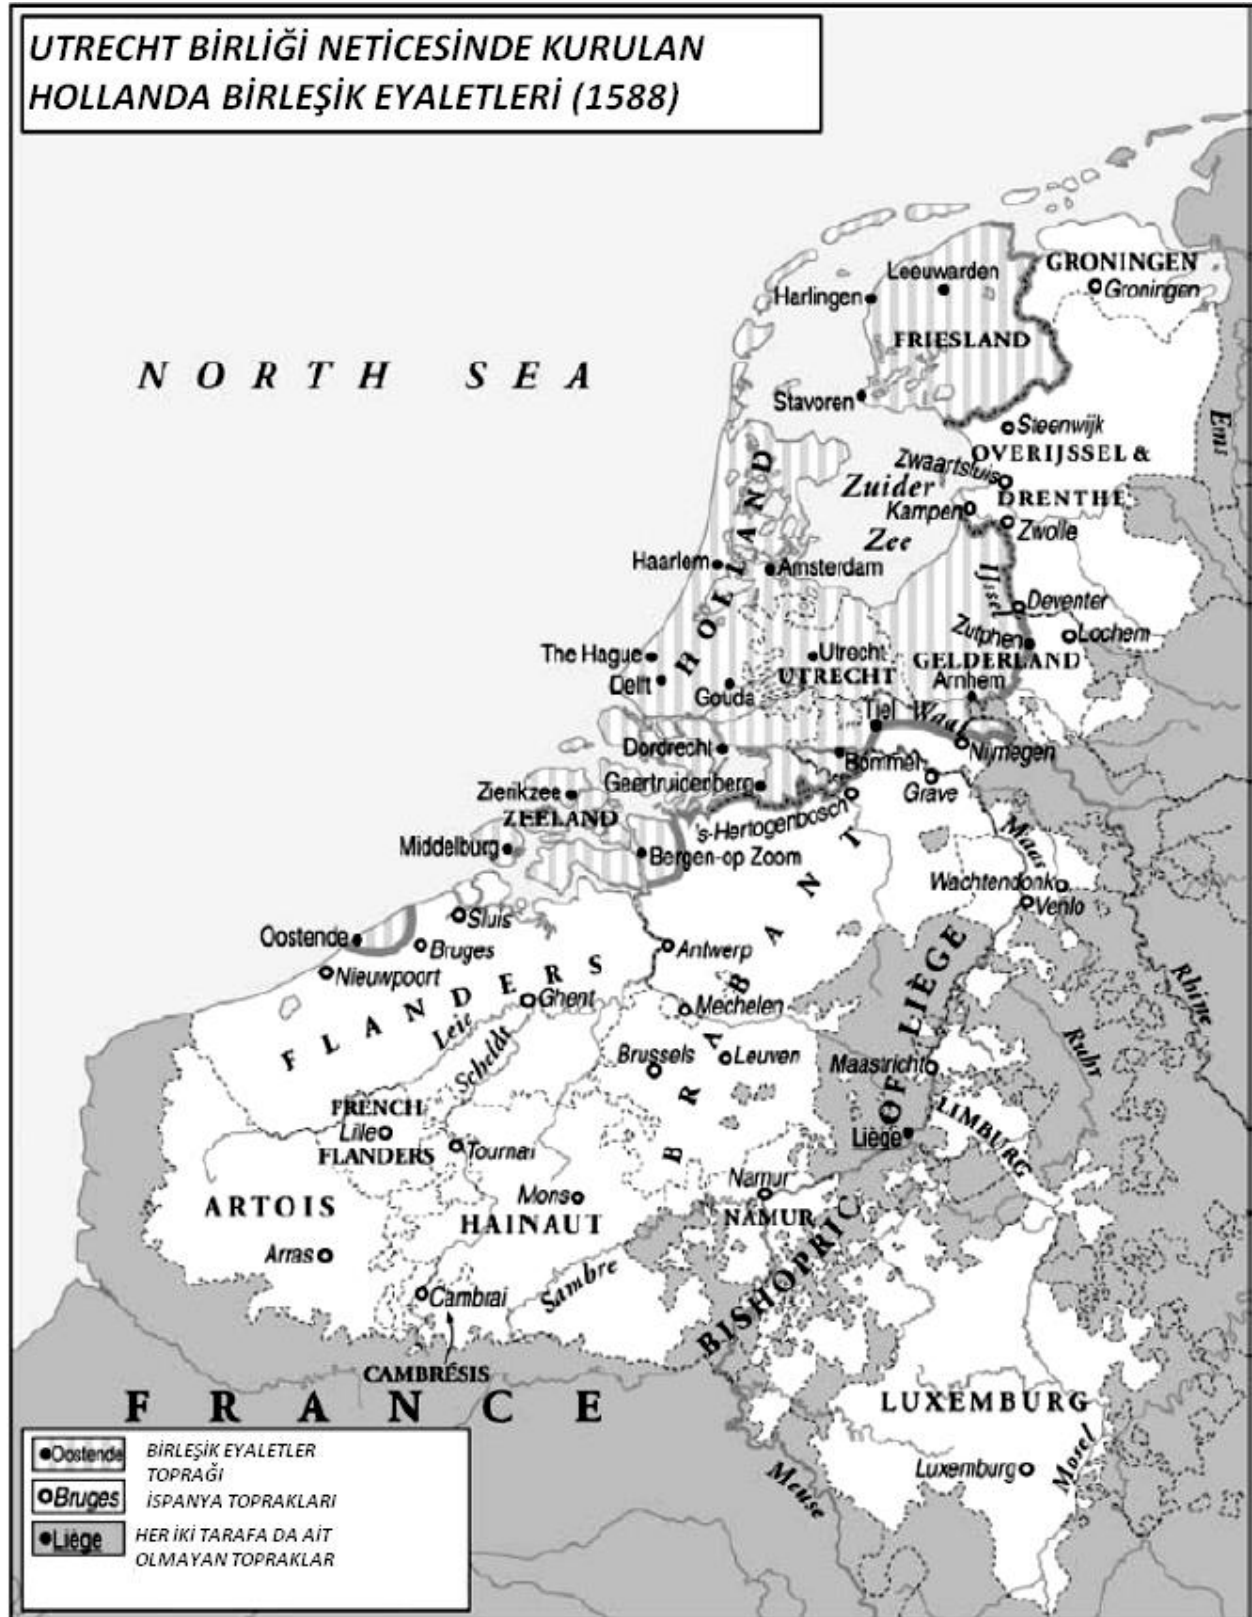 UTRECHT BİRLİĞİ NETİCESİNDE KURULAN
HOLLANDA BİRLEŞİK EYALETLERİ (1588)
NORTH SEA
GRONINGEN
Groningen
Leeuwarden
Harlingen
FRIESLAND
Stavoren
Steenwijk
Ems
OVERIJSSEL &
DRENTHE
Zwaartsluis
Zuider
Zee
Kampen
Zwolle
HOLLAND
Haarlem
Amsterdam
IJssel
Deventer
Zutphen
Lochem
The Hague
Utrecht
UTRECHT
GELDERLAND
Delft
Gouda
Arnhem
Tiel
Waal
Dordrecht
Bommel
Nijmegen
Geertruidenberg
Grave
Zierikzee
ZEELAND
's-Hertogenbosch
Middelburg
Bergen-op Zoom
Maas
Wachtendonk
Venlo
Sluis
Oostende
Bruges
Antwerp
Nieuwpoort
FLANDERS
Ghent
Mechelen
BRABANT
Leie
Scheldt
Rhine
Ruhr
Brussels
Leuven
Maastricht
FRENCH
FLANDERS
Lille
Tournai
Liège
LIMBURG
BISHOPRIC OF LIÈGE
ARTOIS
Mons
HAINAUT
Namur
NAMUR
Arras
Cambrai
Sambre
CAMBRÉSIS
FRANCE
LUXEMBURG
Luxemburg
Mosel
Meuse
Oostende BİRLEŞİK EYALETLER
TOPRAĞI
Bruges İSPANYA TOPRAKLARI
Liège HER İKİ TARAFA DA AİT
OLMAYAN TOPRAKLAR